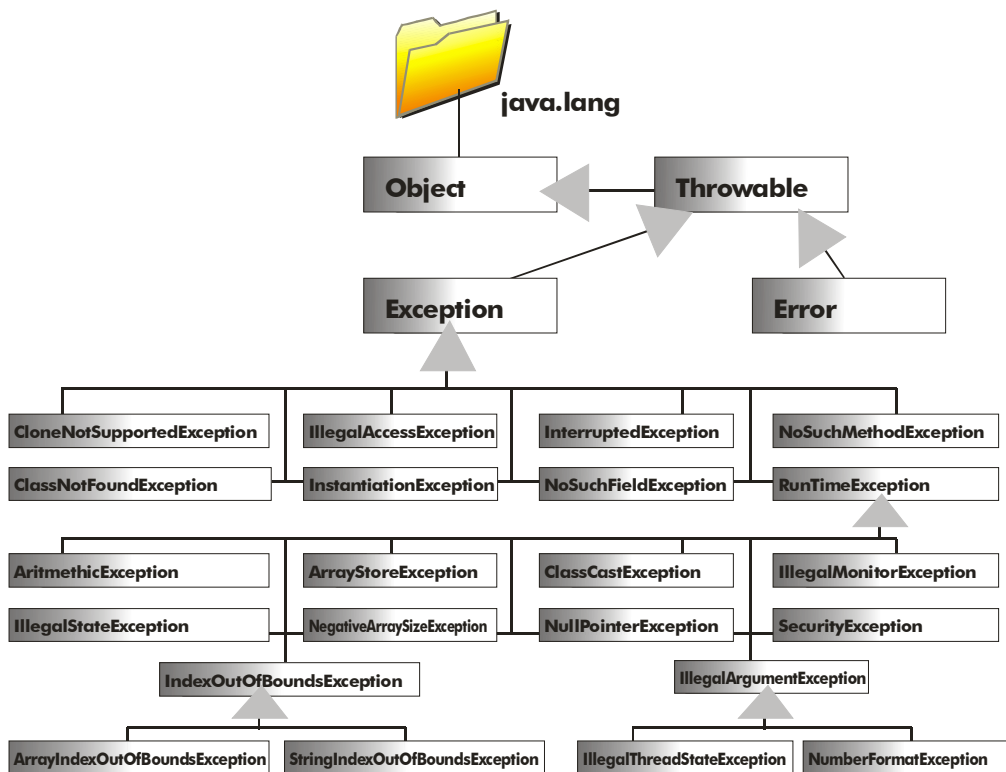 java.lang
Object
Throwable
Exception
Error
CloneNotSupportedException
IllegalAccessException
InterruptedException
NoSuchMethodException
ClassNotFoundException
InstantiationException
NoSuchFieldException
RunTimeException
AritmethicException
ArrayStoreException
ClassCastException
IllegalMonitorException
IllegalStateException
NegativeArraySizeException
NullPointerException
SecurityException
IndexOutOfBoundsException
IllegalArgumentException
ArrayIndexOutOfBoundsException
StringIndexOutOfBoundsException
IllegalThreadStateException
NumberFormatException